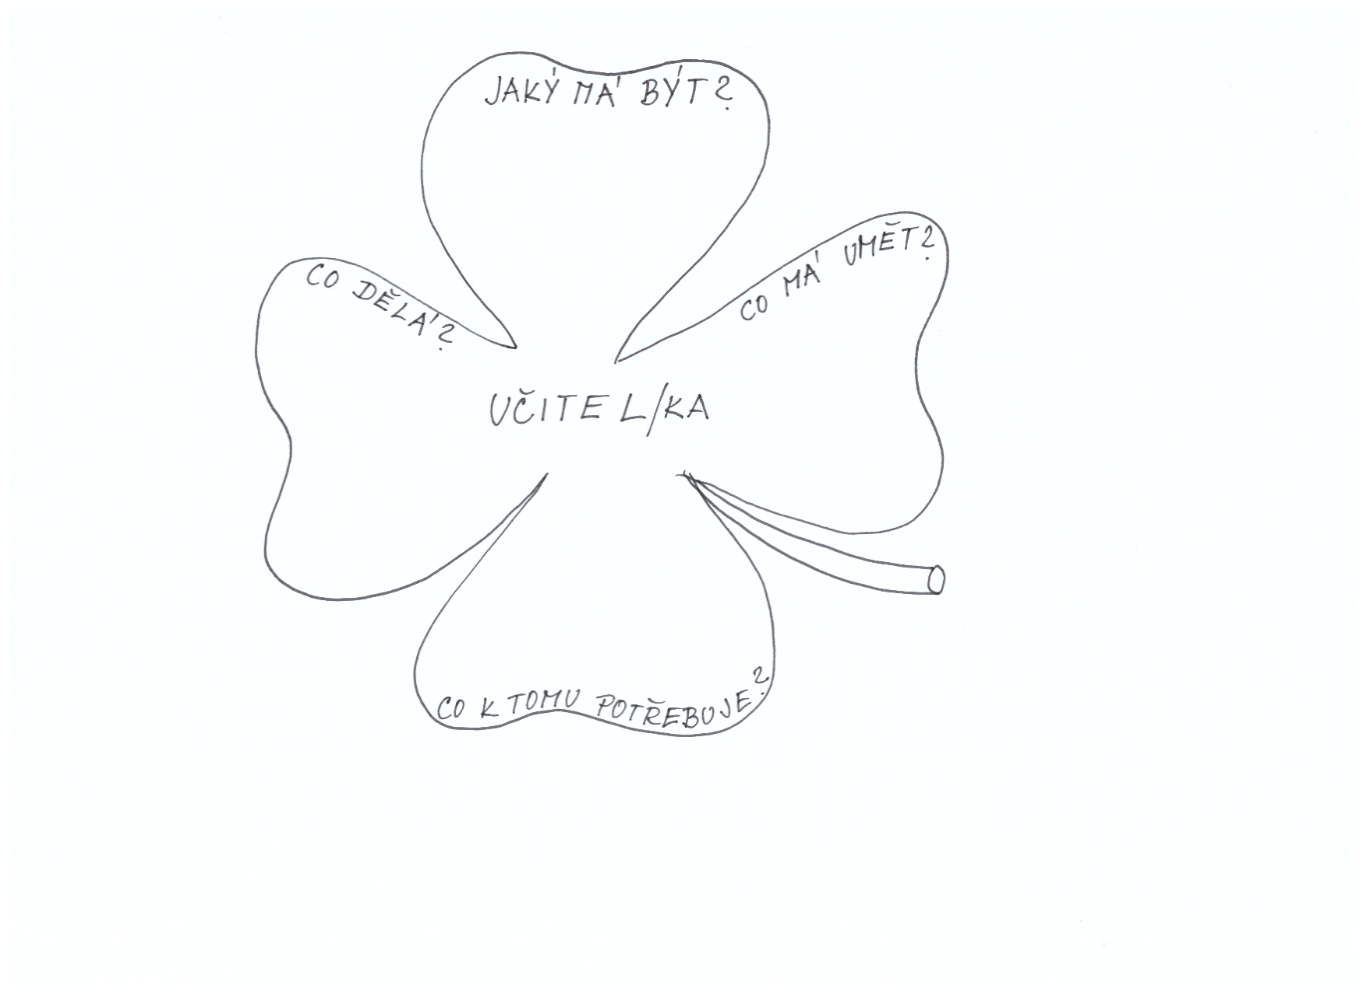 JAKÝ MÁ BÝT?
CO DĚLÁ?
CO MÁ UMĚT?
UČITEL/KA
CO K TOMU POTŘEBUJE?